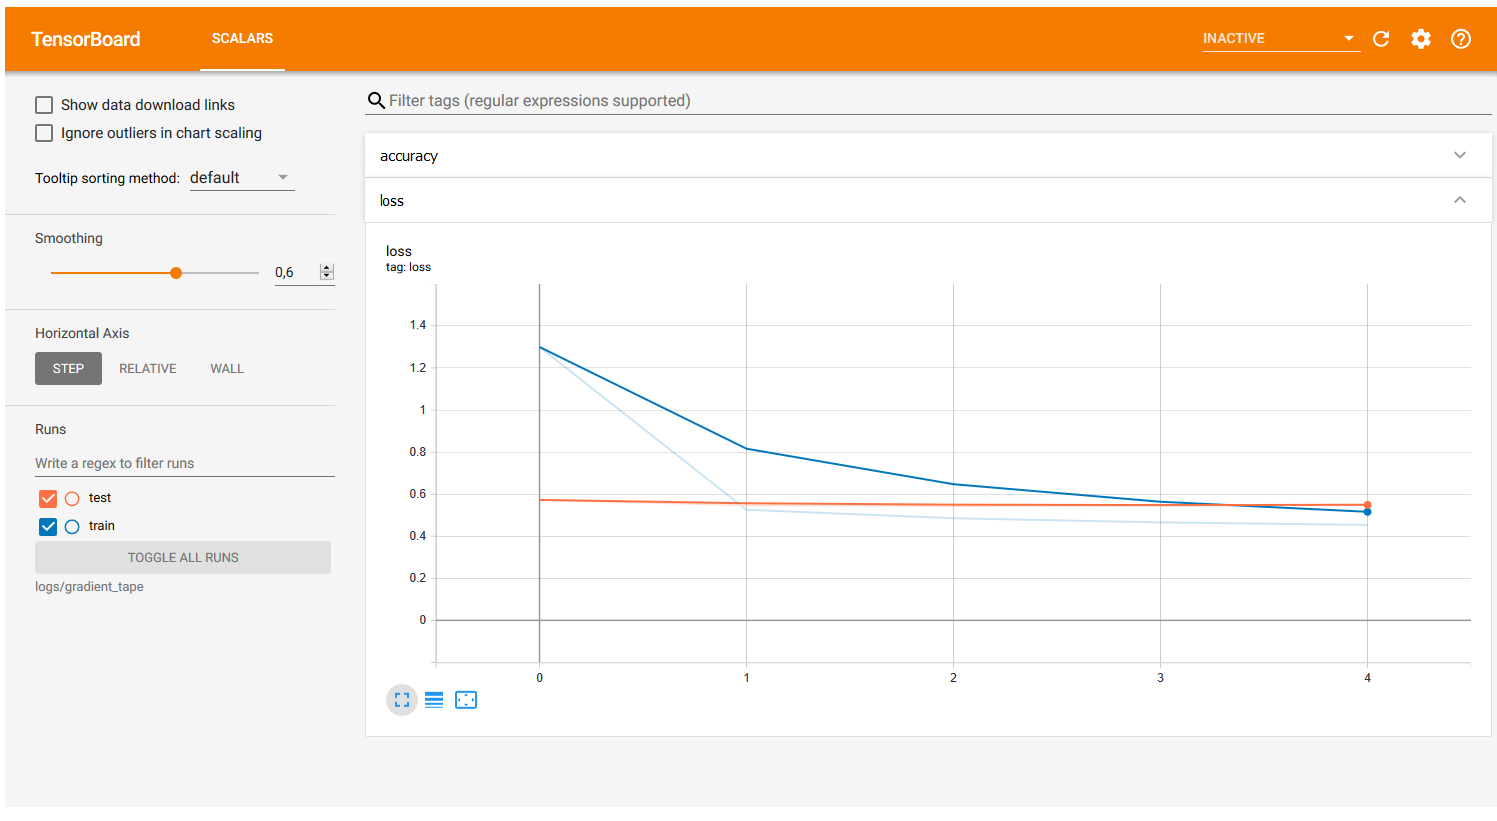 TensorBoard
SCALARS
INACTIVE
Show data download links
Ignore outliers in chart scaling
Tooltip sorting method: default
Smoothing
0,6
Horizontal Axis
STEP RELATIVE WALL
Runs
Write a regex to filter runs
test
train
TOGGLE ALL RUNS
logs/gradient_tape
Filter tags (regular expressions supported)
accuracy
loss
loss
tag: loss
1.4
1.2
1
0.8
0.6
0.4
0.2
0
0 1 2 3 4